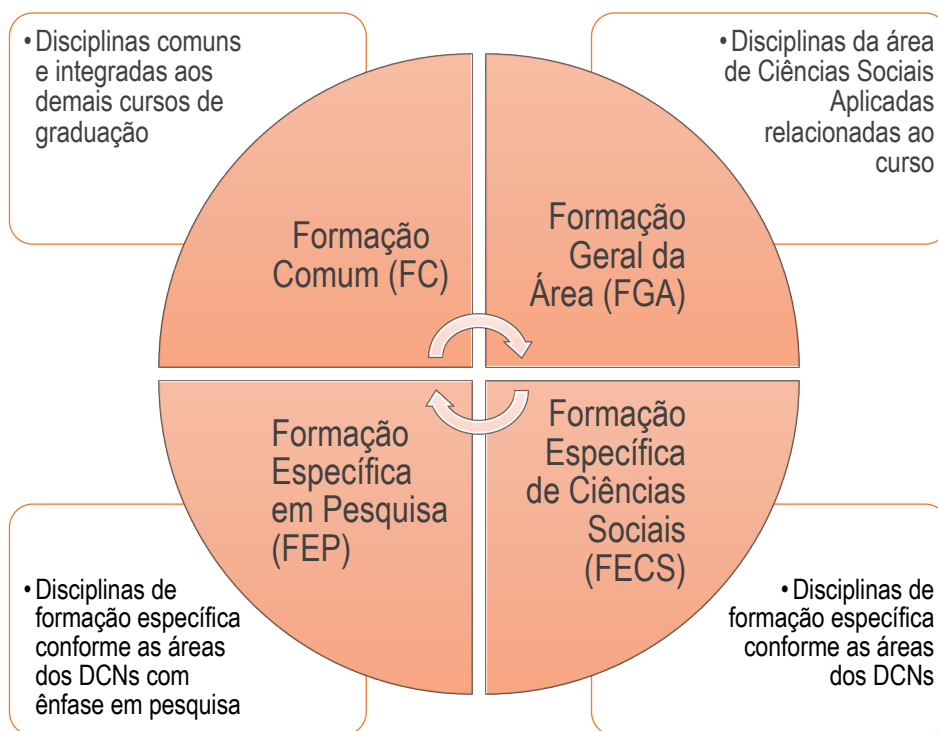 •Disciplinas comuns
e integradas aos
demais cursos de
graduação
•Disciplinas da área
de Ciências Sociais
Aplicadas
relacionadas ao
curso
Formação
Comum (FC)
Formação
Geral da
Área (FGA)
Formação
Específica
em Pesquisa
(FEP)
Formação
Específica
de Ciências
Sociais
(FECS)
•Disciplinas de
formação específica
conforme as áreas
dos DCNs com
ênfase em pesquisa
•Disciplinas de
formação específica
conforme as áreas
dos DCNs